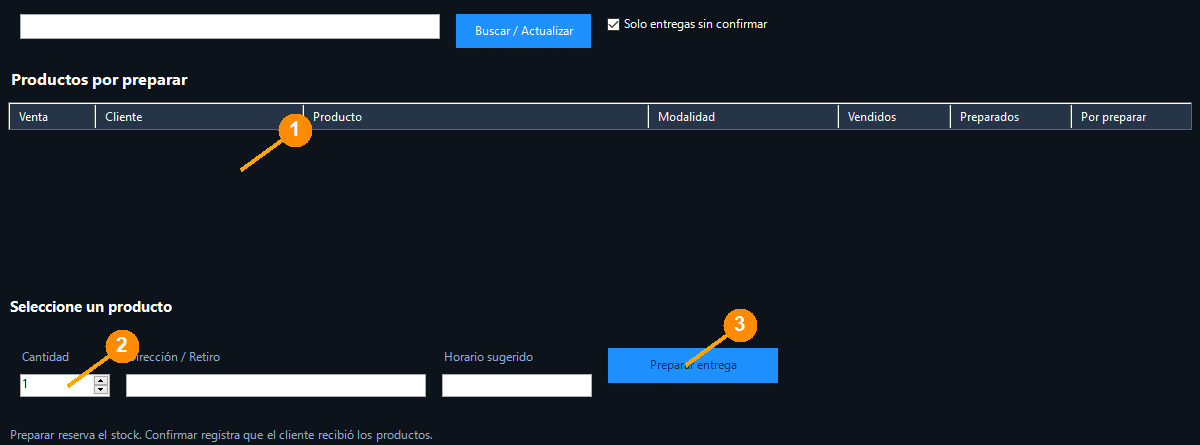 Buscar / Actualizar
Solo entregas sin confirmar
Productos por preparar
Venta Cliente Producto Modalidad Vendidos Preparados Por preparar
1
Seleccione un producto
2
3
Cantidad Dirección / Retiro Horario sugerido Preparar entrega
1
Preparar reserva el stock. Confirmar registra que el cliente recibió los productos.